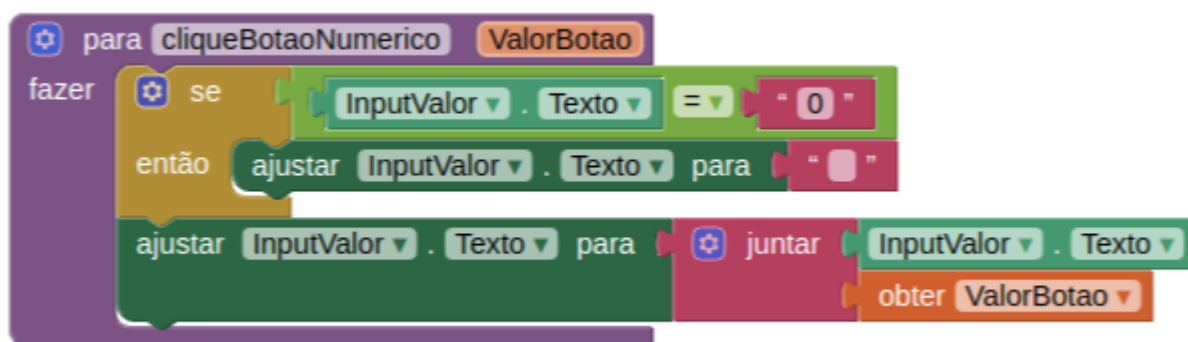 para cliqueBotaoNumerico ValorBotao
fazer se InputValor . Texto = " 0 "
então ajustar InputValor . Texto para " "
ajustar InputValor . Texto para juntar InputValor . Texto
obter ValorBotao